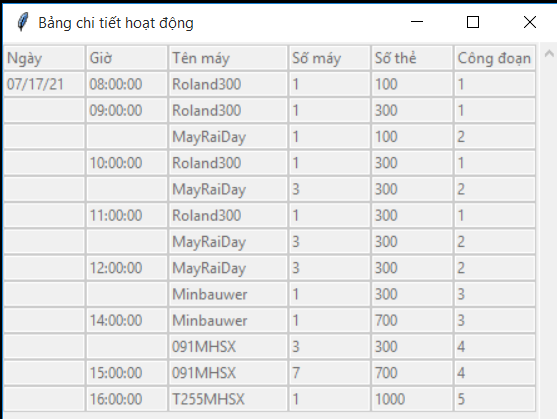 Bảng chi tiết hoạt động
Ngày Giờ Tên máy Số máy Số thẻ Công đoạn
07/17/21 08:00:00 Roland300 1 100 1
09:00:00 Roland300 1 300 1
MayRaiDay 1 100 2
10:00:00 Roland300 1 300 1
MayRaiDay 3 300 2
11:00:00 Roland300 1 300 1
MayRaiDay 3 300 2
12:00:00 MayRaiDay 3 300 2
Minbauwer 1 300 3
14:00:00 Minbauwer 1 700 3
091MHSX 3 300 4
15:00:00 091MHSX 7 700 4
16:00:00 T255MHSX 1 1000 5